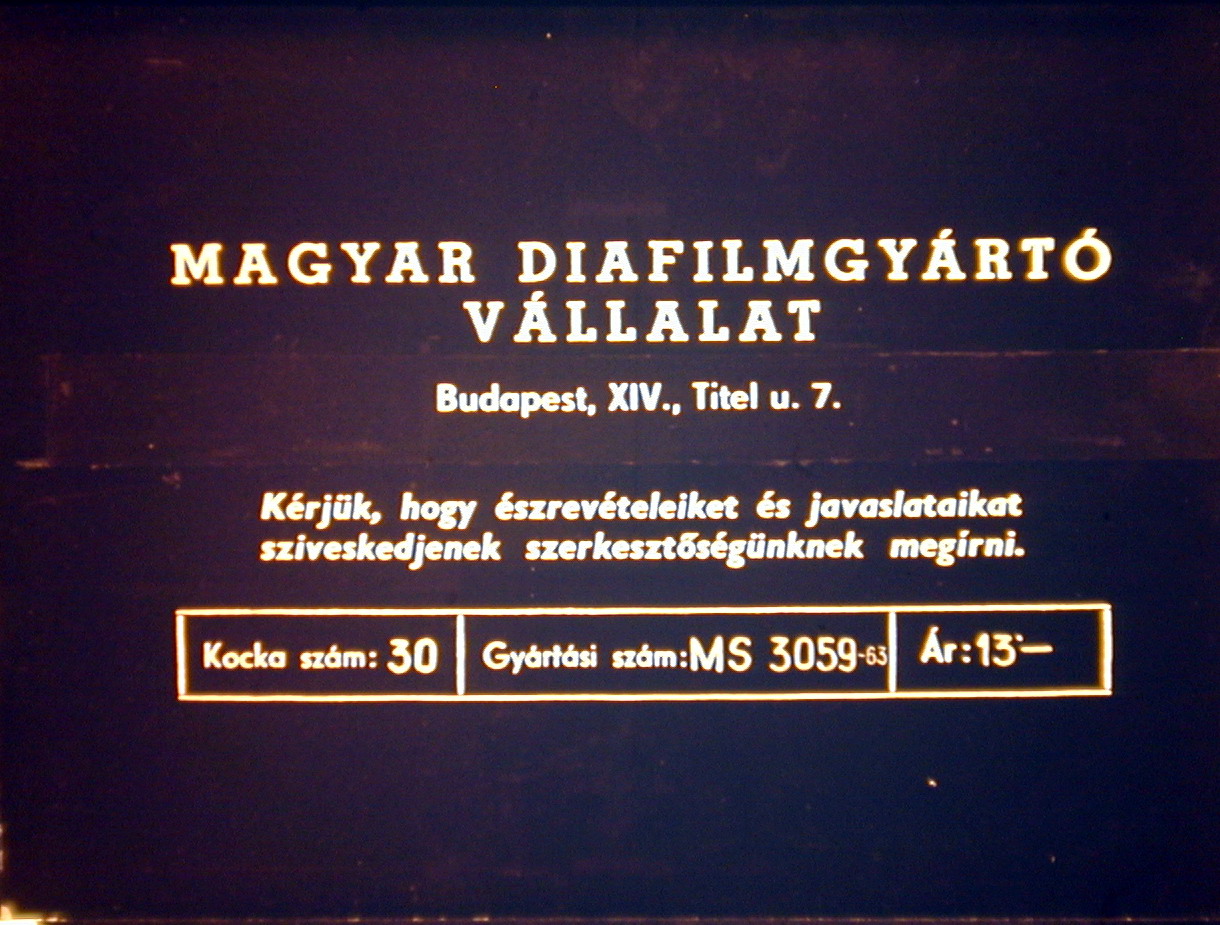 MAGYAR DIAFILMGYÁRTÓ
VÁLLALAT
Budapest, XIV., Titel u. 7.
Kérjük, hogy észrevételeiket és javaslataikat
sziveskedjenek szerkesztőségünknek megírni.
Kocka szám: 30 Gyártási szám: MS 3059-63 Ár: 13·—